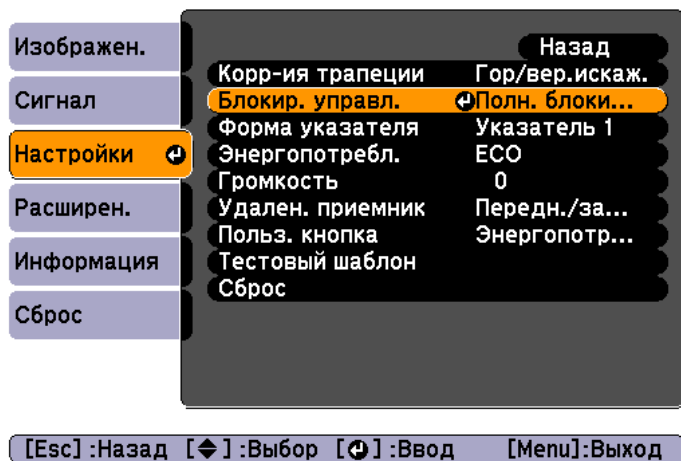 Изображен.
Сигнал
Настройки
Расширен.
Информация
Сброс
Назад
Корр-ия трапеции Гор/вер.искаж.
Блокир. управл. Полн. блоки...
Форма указателя Указатель 1
Энергопотребл. ECO
Громкость 0
Удален. приемник Передн./за...
Польз. кнопка Энергопотр...
Тестовый шаблон
Сброс
[Esc] :Назад [◆] :Выбор [↵] :Ввод [Menu]:Выход